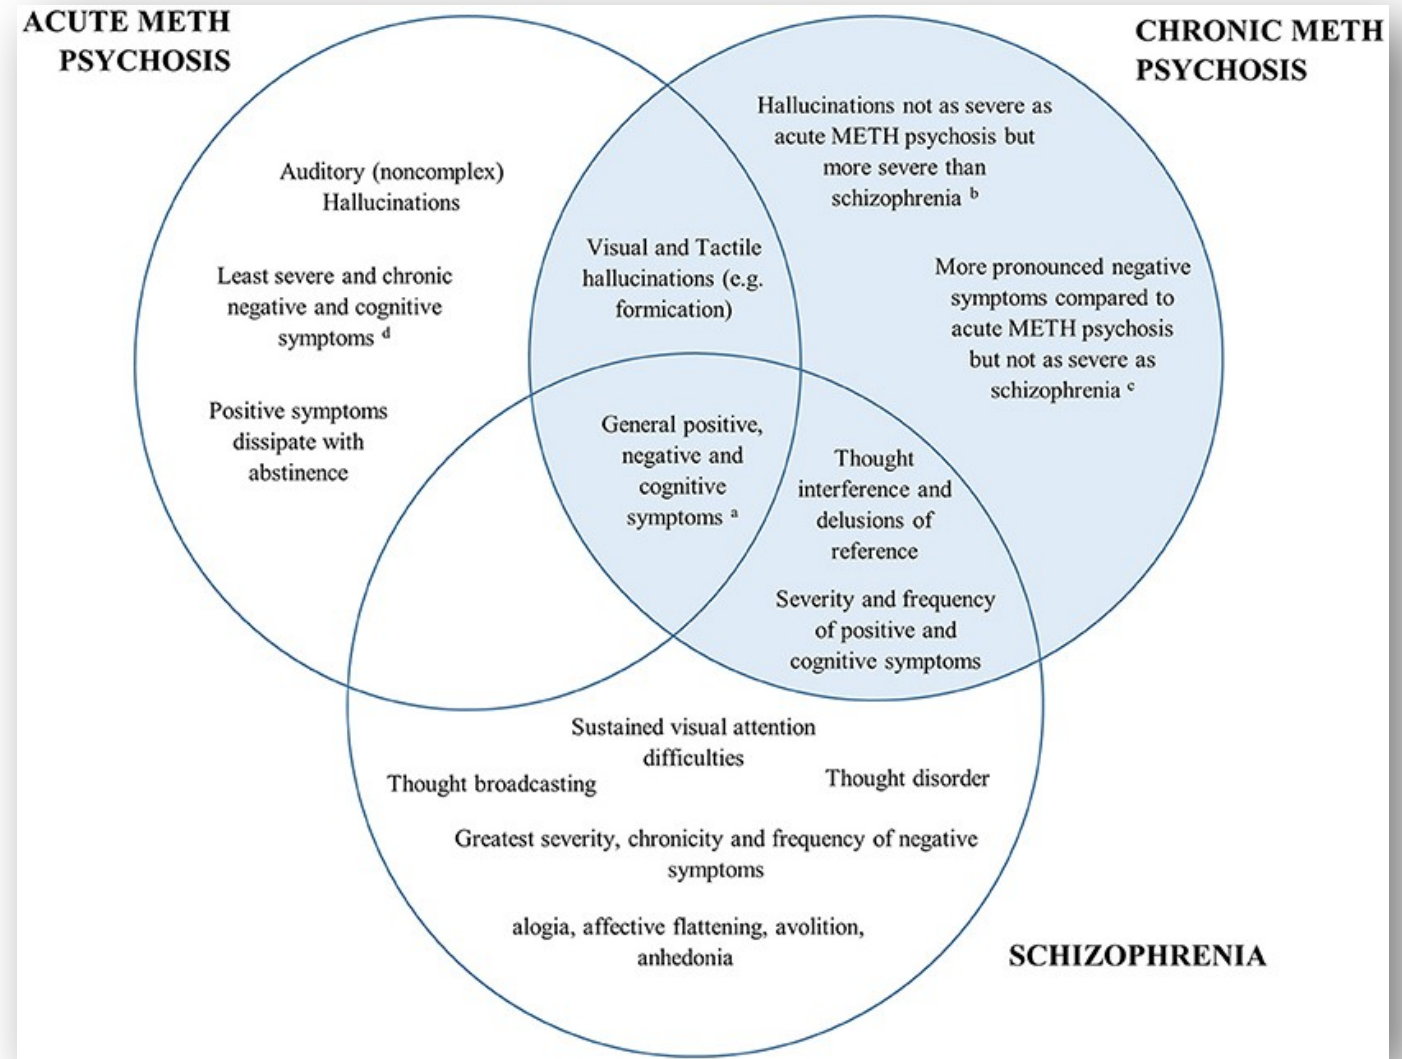 ACUTE METH
PSYCHOSIS
CHRONIC METH
PSYCHOSIS
Auditory (noncomplex)
Hallucinations
Least severe and chronic
negative and cognitive
symptoms d
Positive symptoms
dissipate with
abstinence
Visual and Tactile
hallucinations (e.g.
formication)
Hallucinations not as severe as
acute METH psychosis but
more severe than
schizophrenia b
More pronounced negative
symptoms compared to
acute METH psychosis
but not as severe as
schizophrenia c
General positive,
negative and
cognitive
symptoms a
Thought
interference and
delusions of
reference
Severity and frequency
of positive and
cognitive symptoms
Sustained visual attention
difficulties
Thought broadcasting
Thought disorder
Greatest severity, chronicity and frequency of negative
symptoms
alogia, affective flattening, avolition,
anhedonia
SCHIZOPHRENIA